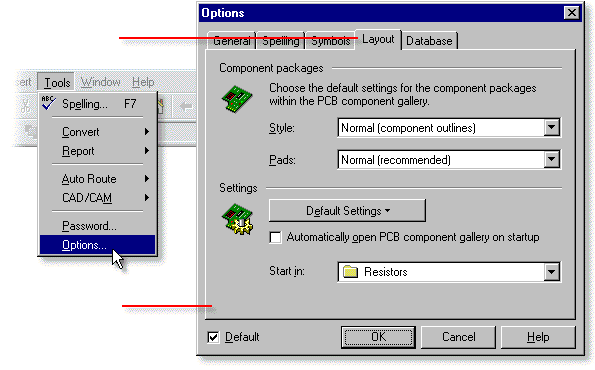 Options
General Spelling Symbols Layout Database
ert Tools Window Help
Component packages
Choose the default settings for the component packages
within the PCB component gallery.
ABC Spelling... F7
Style: Normal (component outlines)
Convert
Report
Pads: Normal (recommended)
Auto Route
CAD/CAM
Settings
Default Settings
Password...
Automatically open PCB component gallery on startup
Options...
Start in: Resistors
Default OK Cancel Help